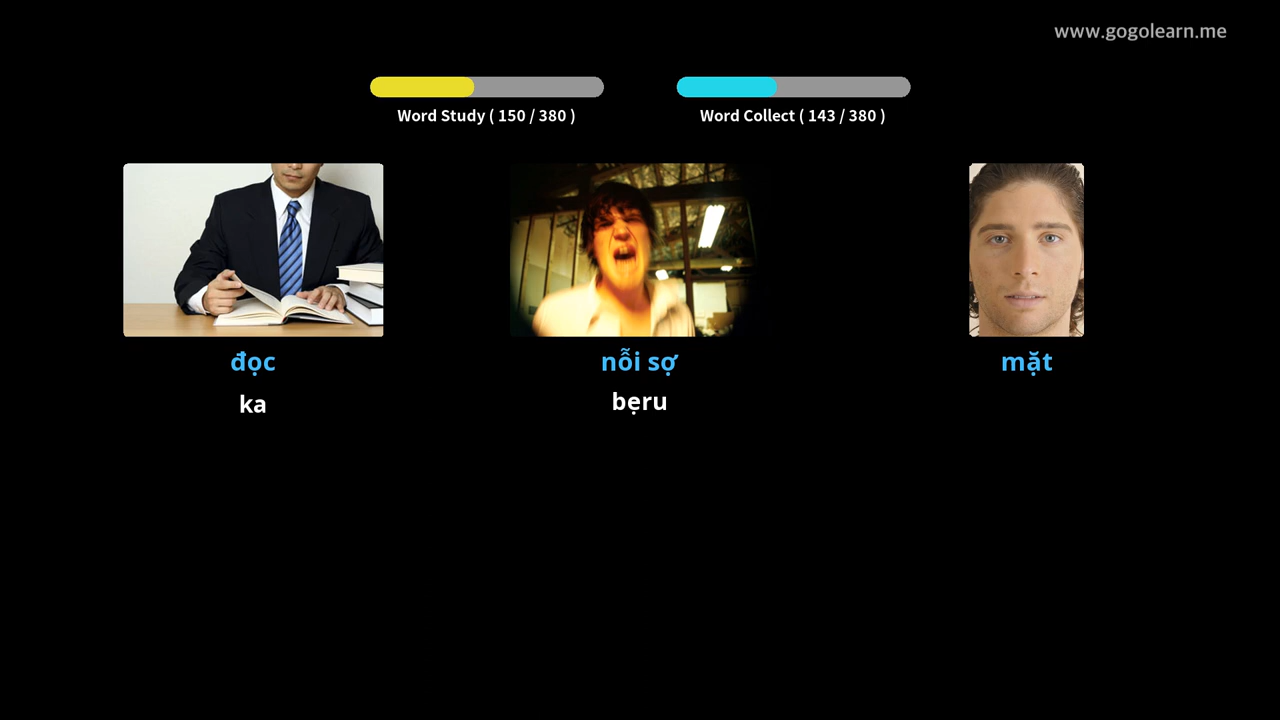 www.gogolearn.me
Word Study ( 150 / 380 )
Word Collect ( 143 / 380 )
đọc
nỗi sợ
mặt
ka
bẹru